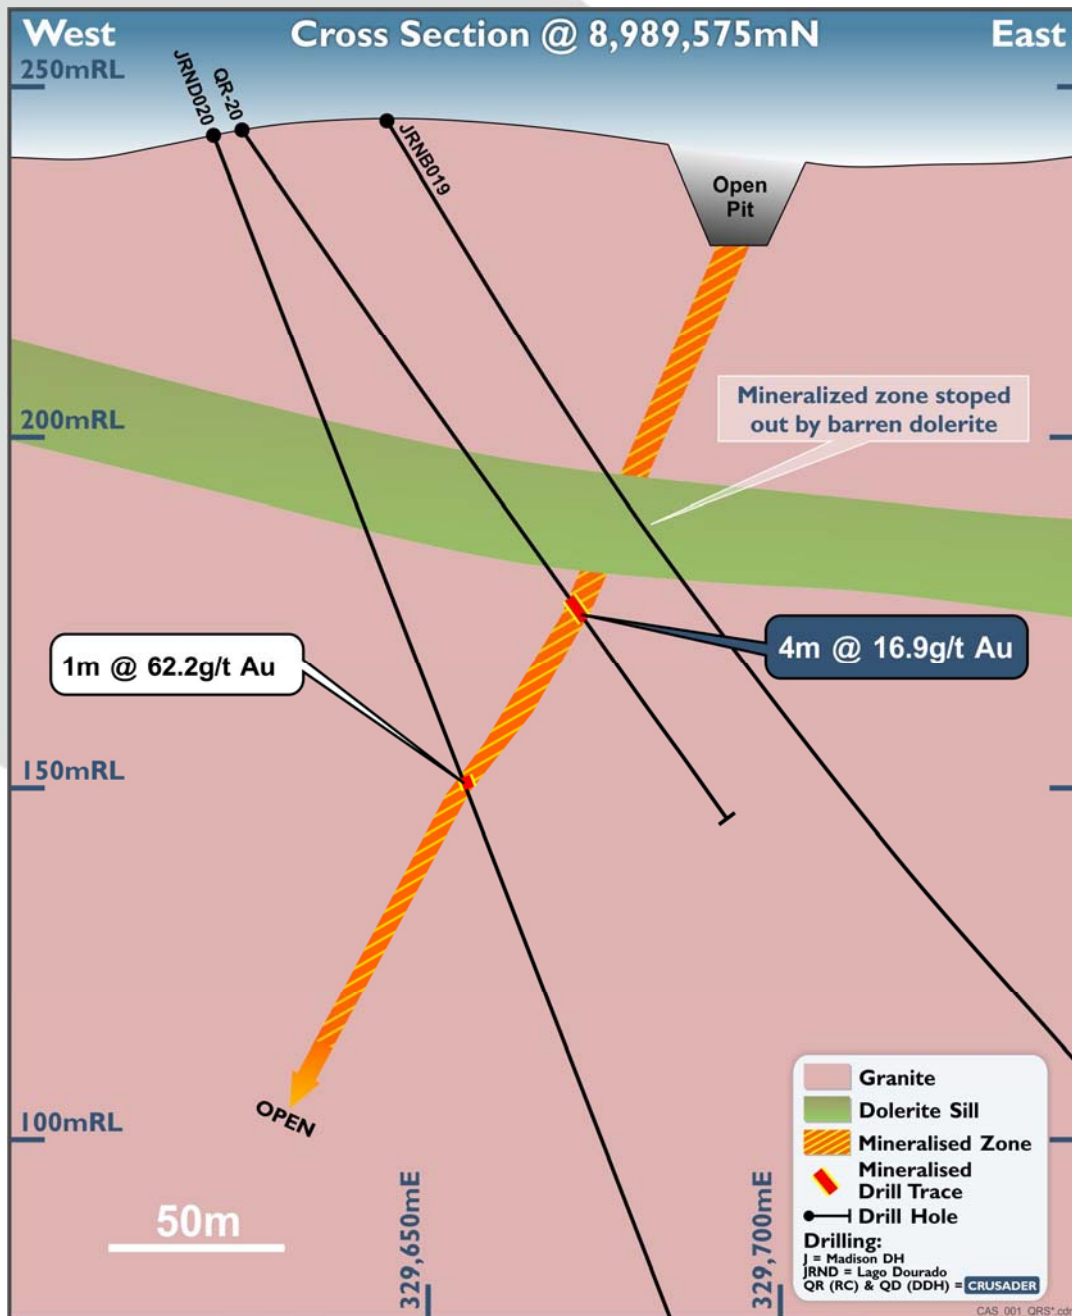 West
Cross Section @ 8,989,575mN
East
250mRL
JRND020
QR-20
JRNB019
Open
Pit
200mRL
Mineralized zone stoped
out by barren dolerite
4m @ 16.9g/t Au
1m @ 62.2g/t Au
150mRL
OPEN
100mRL
50m
329,650mE
329,700mE
Granite
Dolerite Sill
Mineralised Zone
Mineralised
Drill Trace
Drill Hole
Drilling:
J = Madison DH
JRND = Lago Dourado
QR (RC) & QD (DDH) = CRUSADER
CAS_001_QRS*.cdr